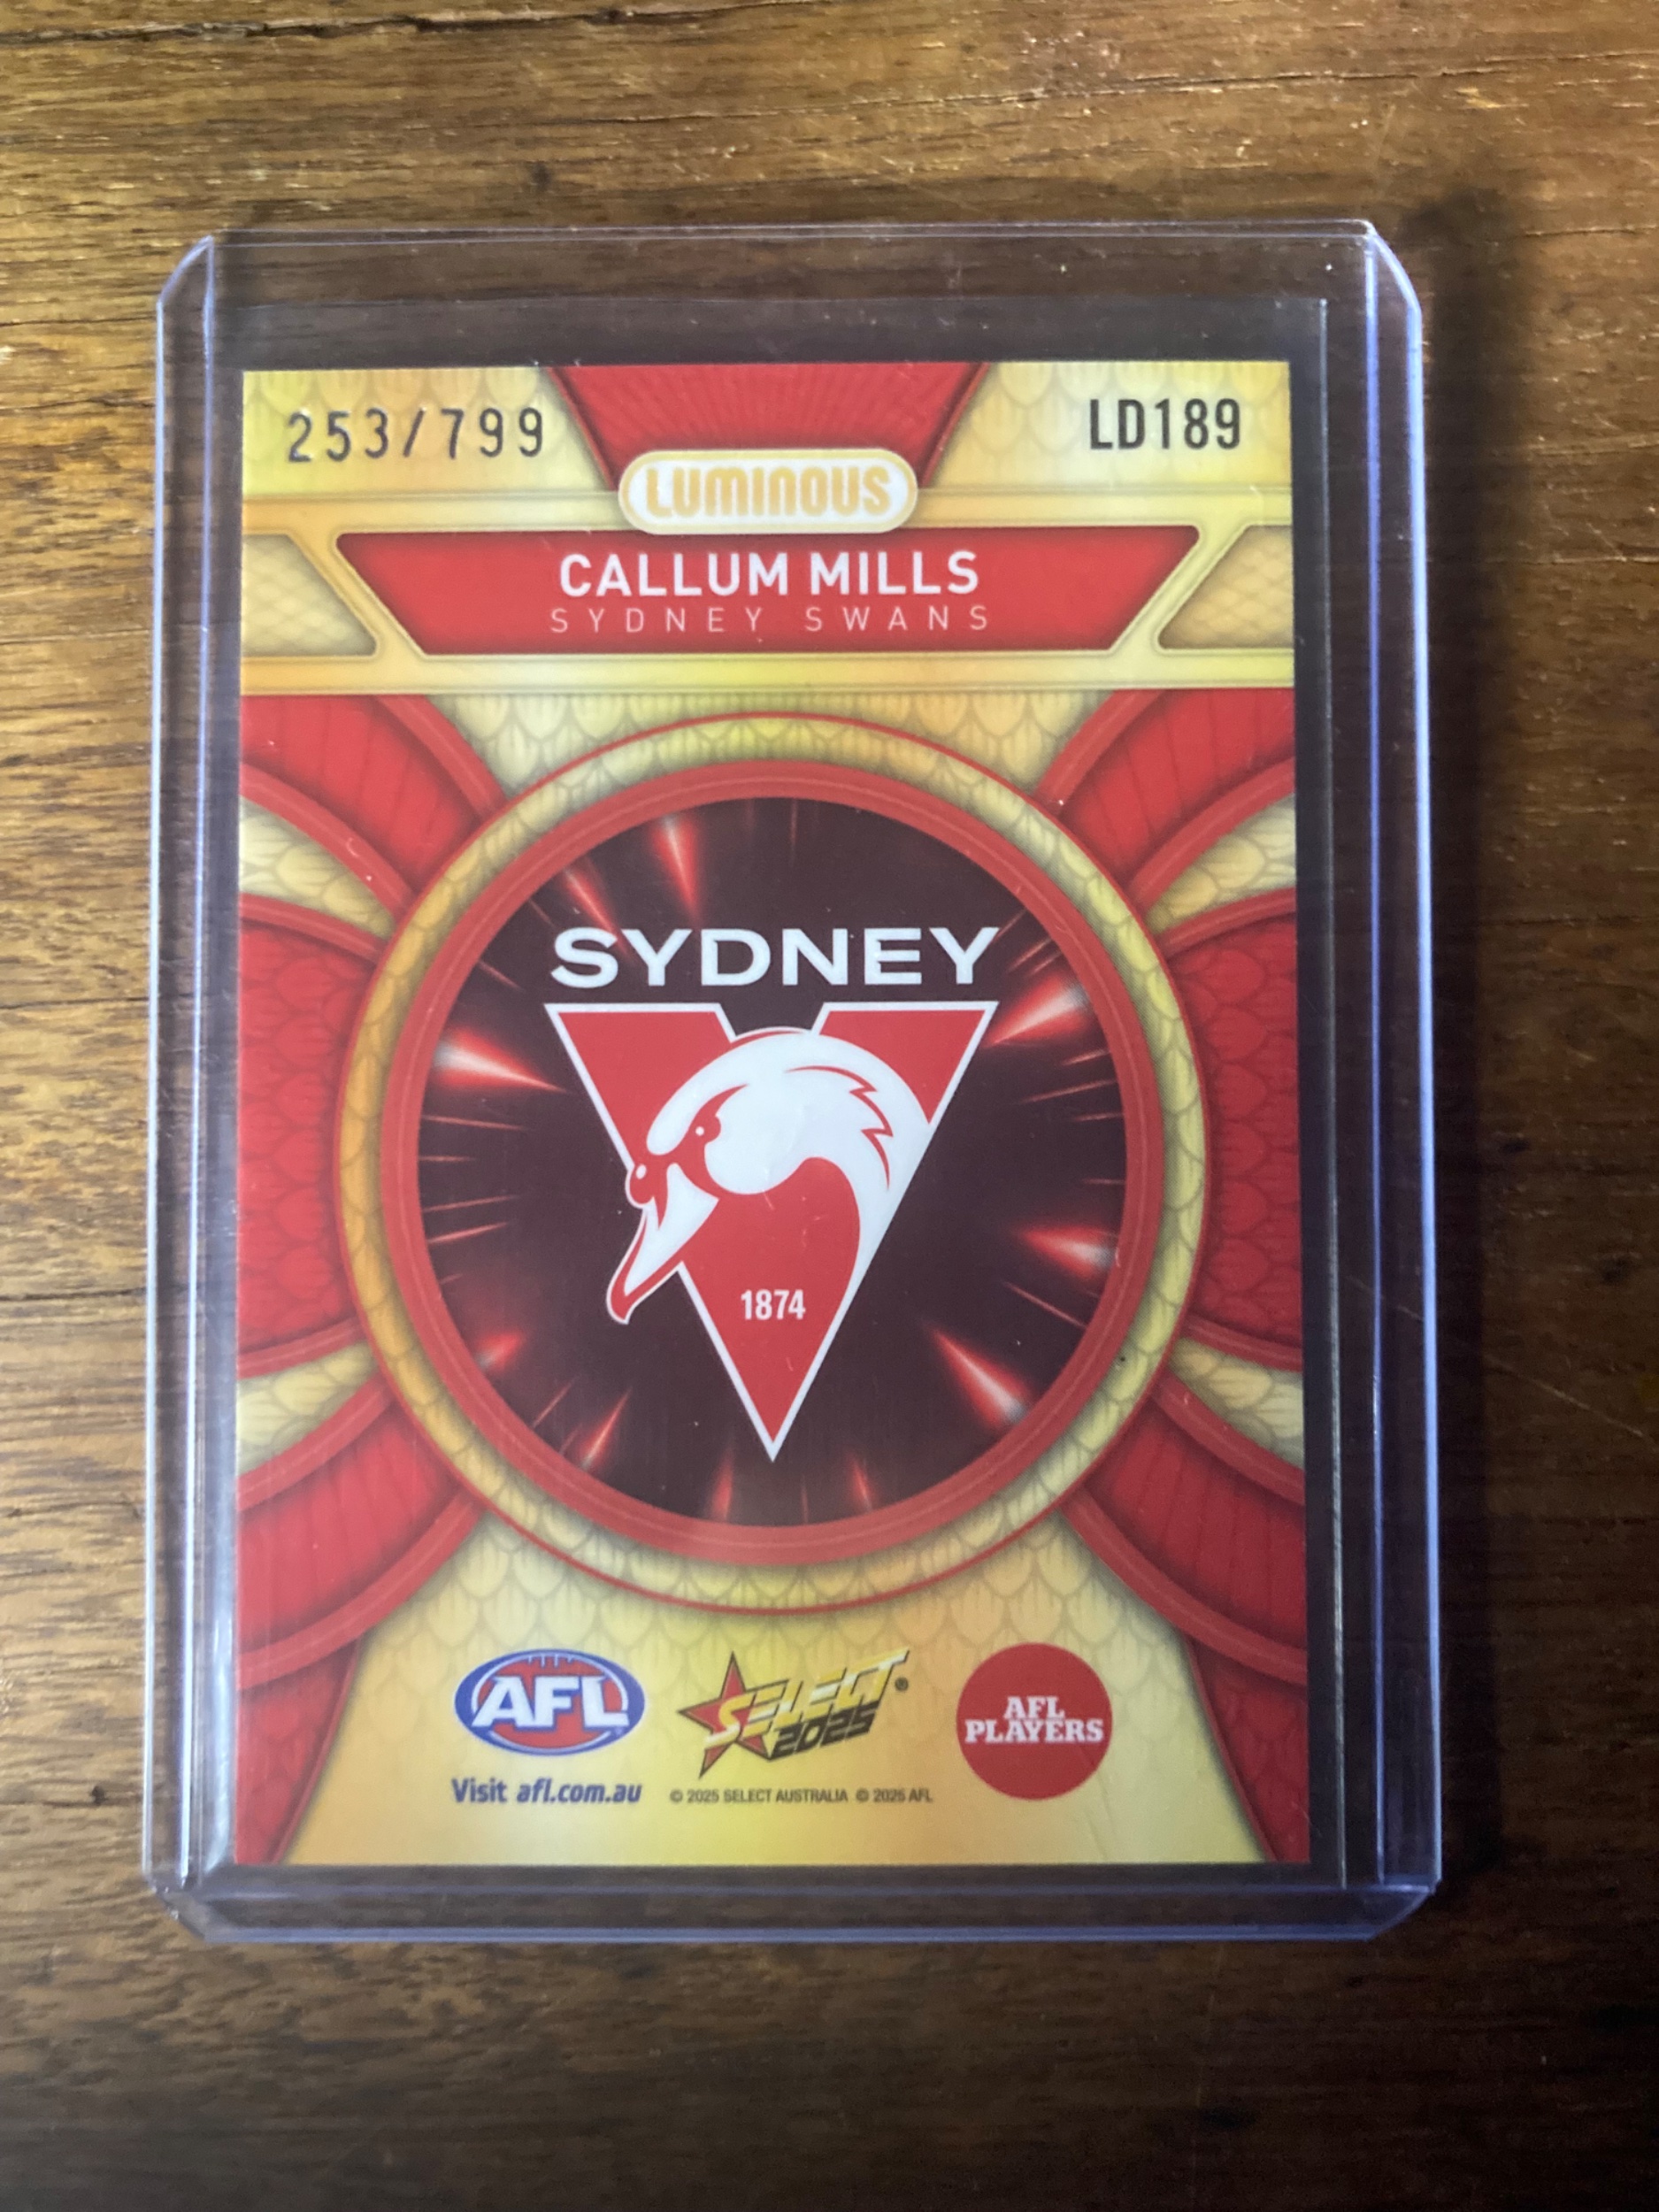 253/799
LD189
LUMINOUS
CALLUM MILLS
SYDNEY SWANS
SYDNEY
1874
AFL
SELECT®
2025
AFL
PLAYERS
Visit afl.com.au
© 2025 SELECT AUSTRALIA © 2025 AFL